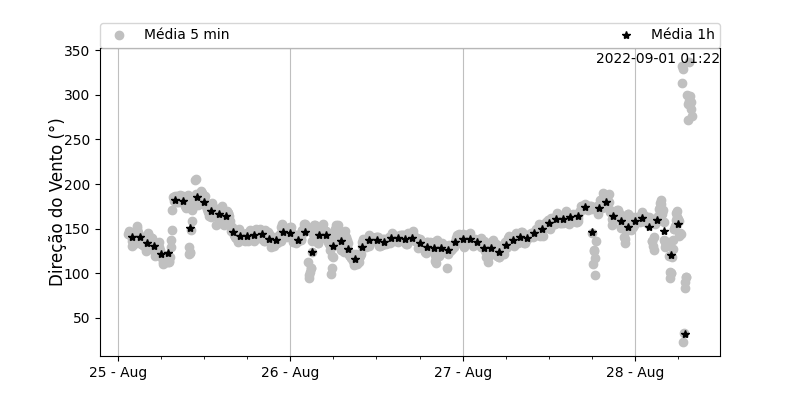 Média 5 min
Média 1h
2022-09-01 01:22
Direção do Vento (°)
350
300
250
200
150
100
50
25 - Aug
26 - Aug
27 - Aug
28 - Aug